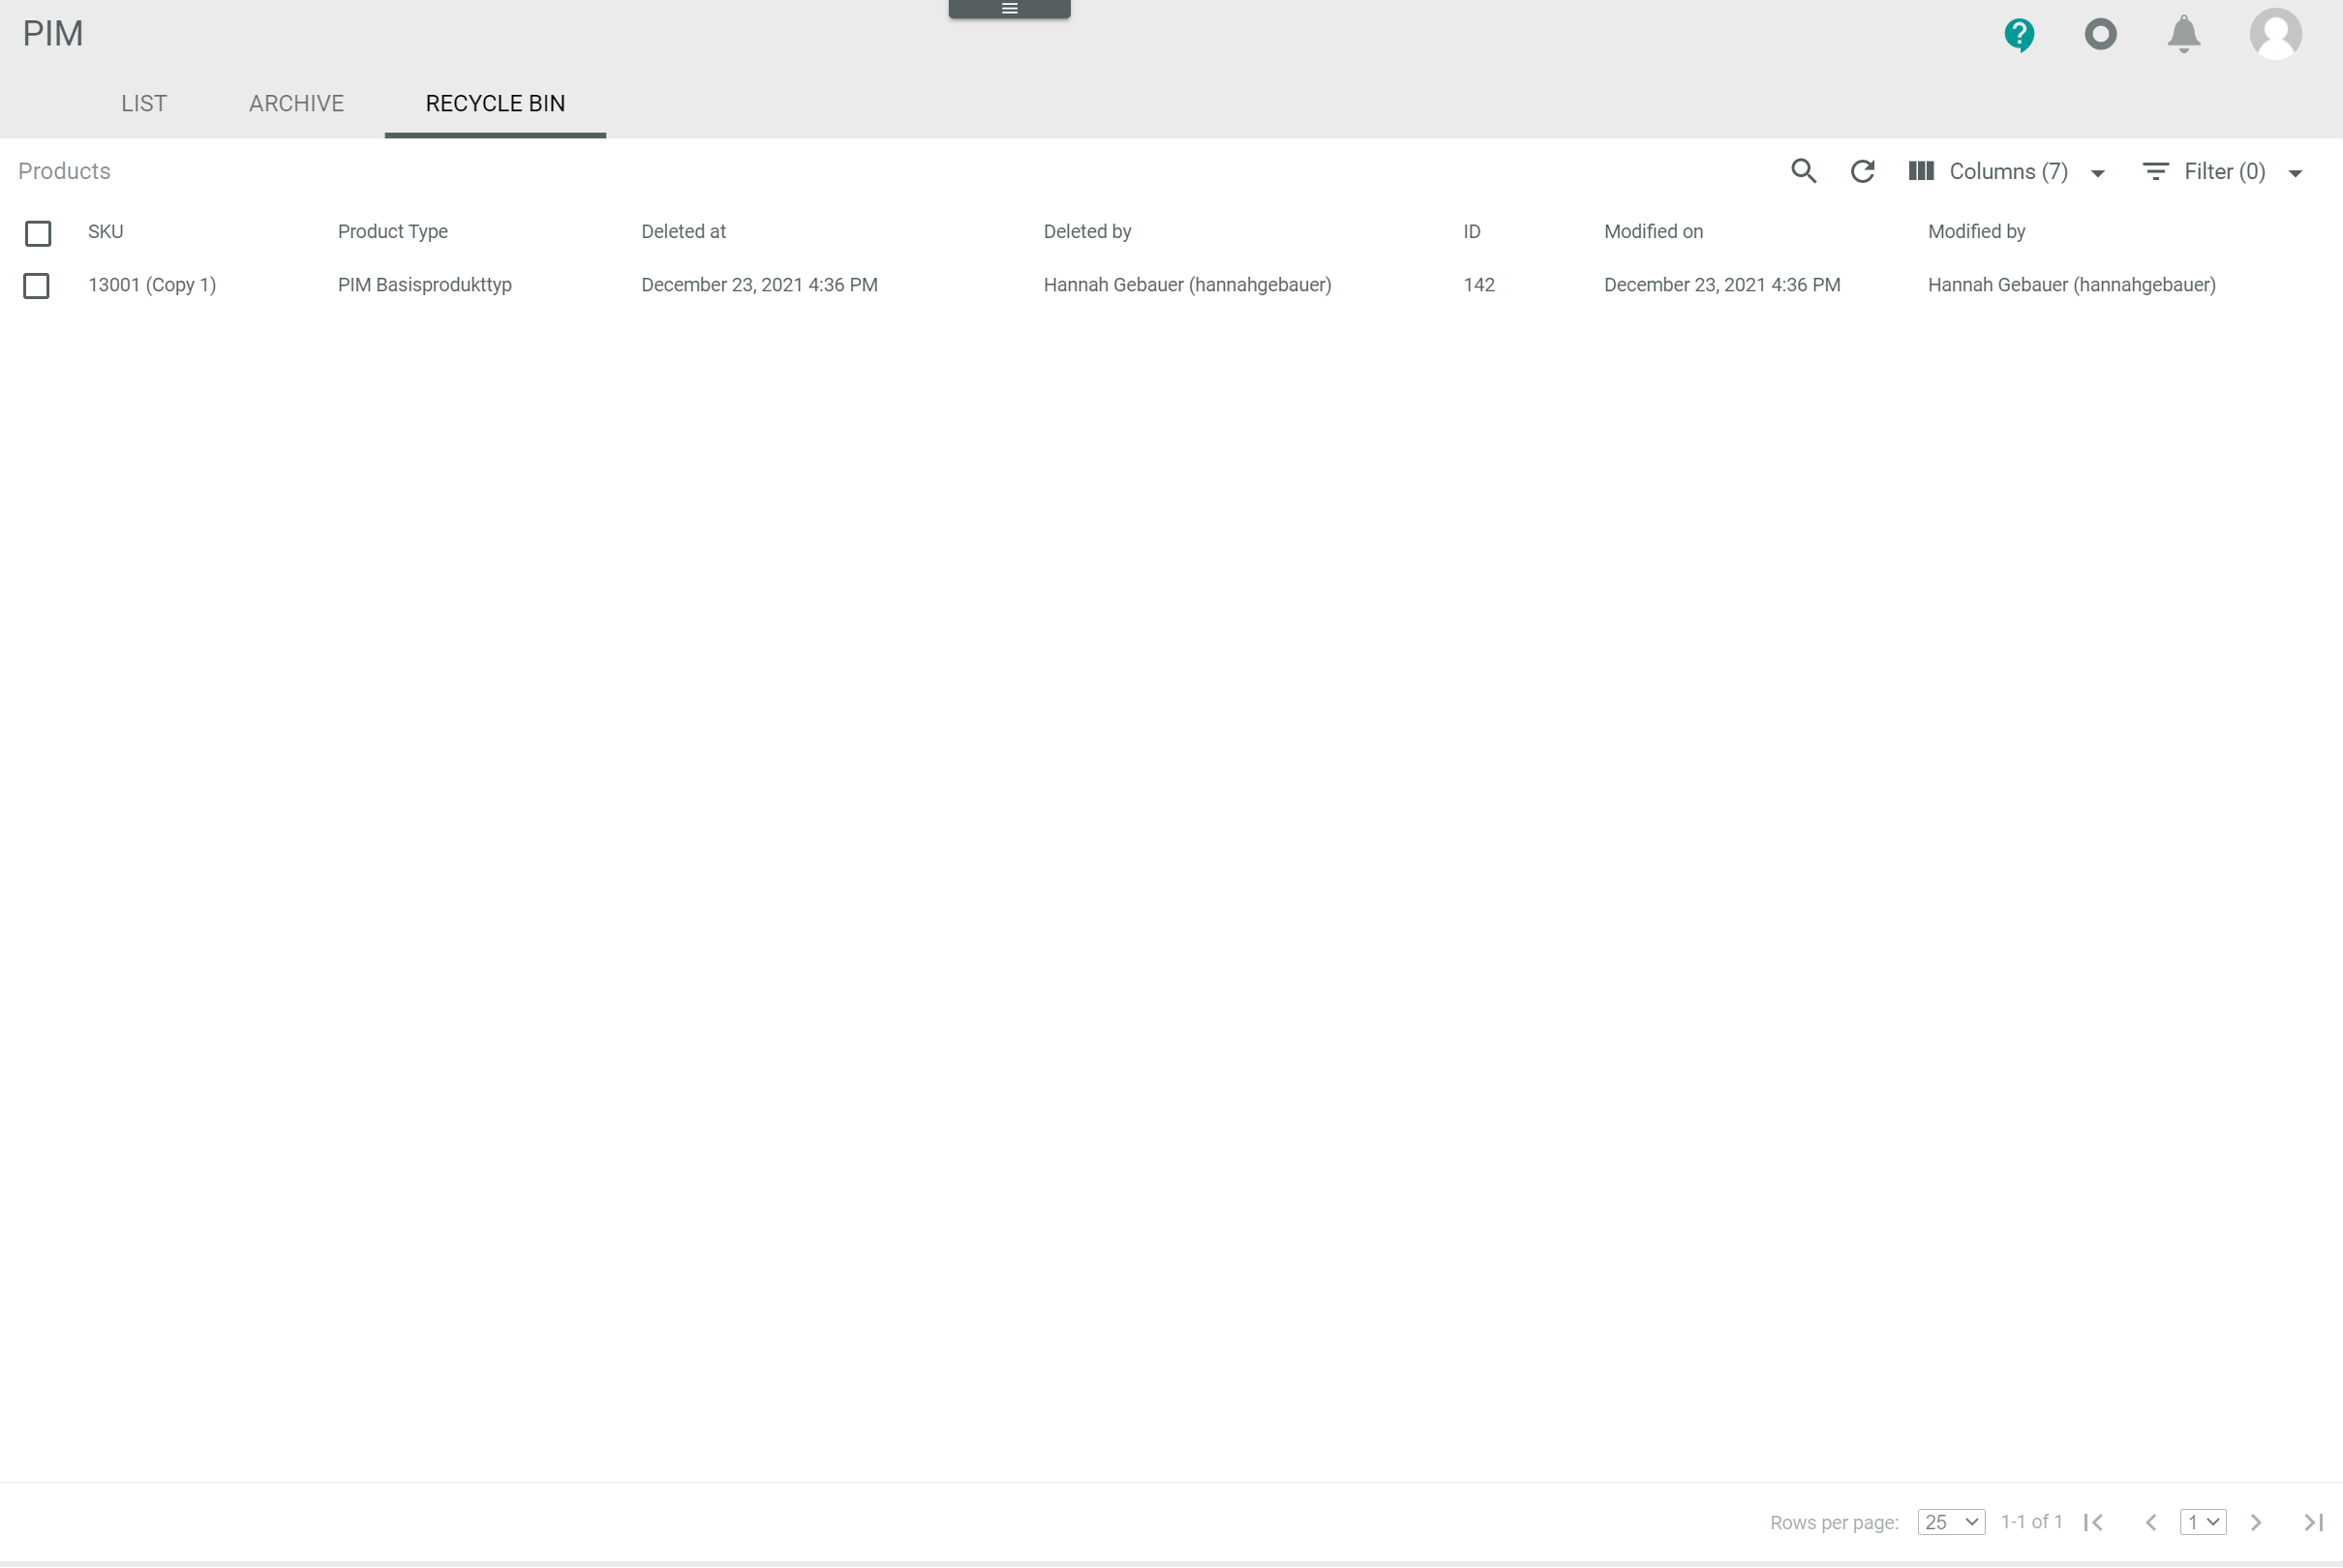 PIM
LIST ARCHIVE RECYCLE BIN
Products Columns (7) Filter (0)
SKU Product Type Deleted at Deleted by ID Modified on Modified by
13001 (Copy 1) PIM Basisprodukttyp December 23, 2021 4:36 PM Hannah Gebauer (hannahgebauer) 142 December 23, 2021 4:36 PM Hannah Gebauer (hannahgebauer)
Rows per page: 25 1-1 of 1 1